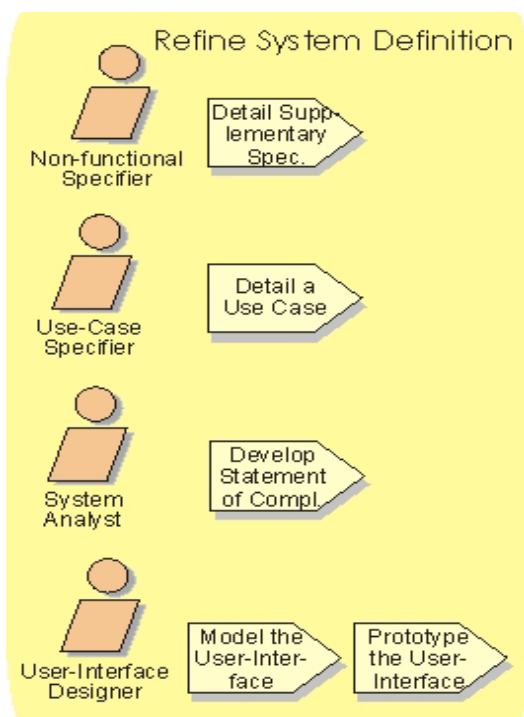 Refine System Definition
Detail Supp-
lementary
Spec.
Non-functional
Specifier
Detail a
Use Case
Use-Case
Specifier
Develop
Statement
of Compl.
System
Analyst
Model the
User-Inter-
face
Prototype
the User-
Interface
User-Interface
Designer